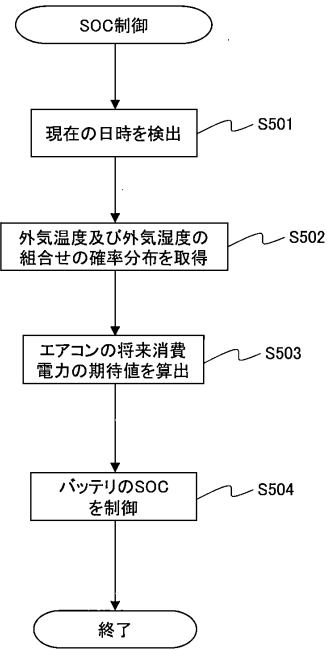 SOC制御
現在の日時を検出
S501
外気温度及び外気湿度の
組合せの確率分布を取得
S502
エアコンの将来消費
電力の期待値を算出
S503
バッテリのSOC
を制御
S504
終了